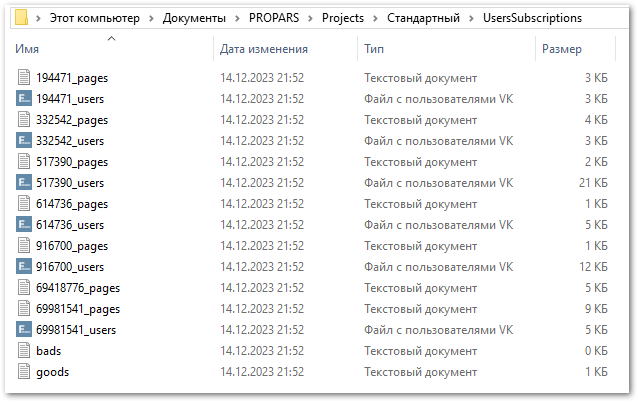 Этот компьютер > Документы > PROPARS > Projects > Стандартный > UsersSubscriptions
Имя Дата изменения Тип Размер
194471_pages 14.12.2023 21:52 Текстовый документ 3 КБ
194471_users 14.12.2023 21:52 Файл с пользователями VK 3 КБ
332542_pages 14.12.2023 21:52 Текстовый документ 4 КБ
332542_users 14.12.2023 21:52 Файл с пользователями VK 3 КБ
517390_pages 14.12.2023 21:52 Текстовый документ 2 КБ
517390_users 14.12.2023 21:52 Файл с пользователями VK 21 КБ
614736_pages 14.12.2023 21:52 Текстовый документ 1 КБ
614736_users 14.12.2023 21:52 Файл с пользователями VK 5 КБ
916700_pages 14.12.2023 21:52 Текстовый документ 1 КБ
916700_users 14.12.2023 21:52 Файл с пользователями VK 12 КБ
69418776_pages 14.12.2023 21:52 Текстовый документ 5 КБ
69981541_pages 14.12.2023 21:52 Текстовый документ 9 КБ
69981541_users 14.12.2023 21:52 Файл с пользователями VK 5 КБ
bads 14.12.2023 21:52 Текстовый документ 0 КБ
goods 14.12.2023 21:52 Текстовый документ 1 КБ